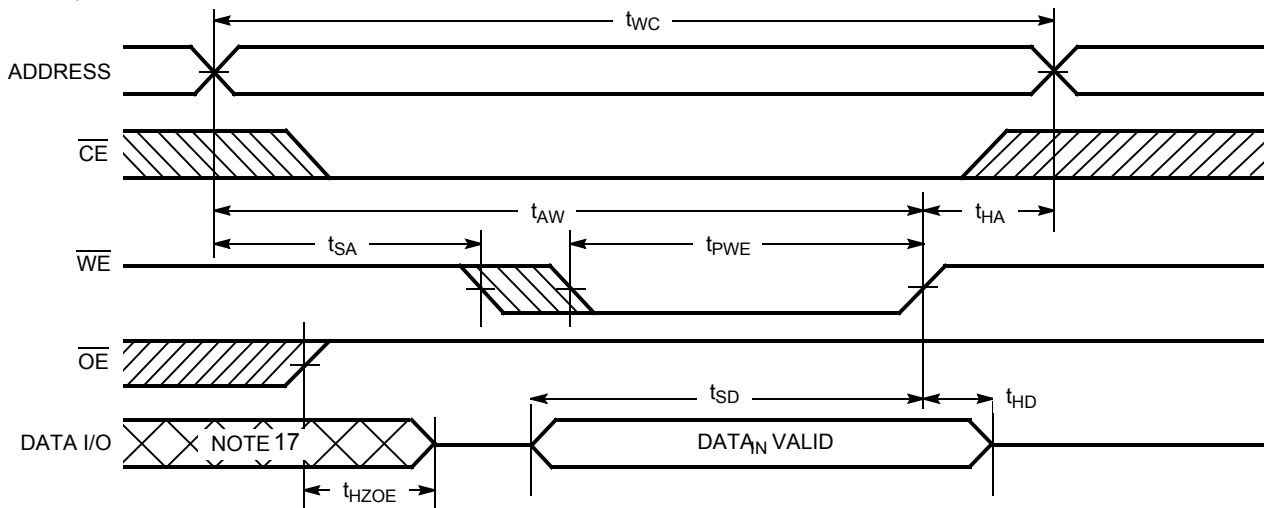 tWC
ADDRESS
CE
tAW
tHA
tSA
tPWE
WE
OE
tSD
tHD
DATA I/O
NOTE 17
DATAIN VALID
tHZOE